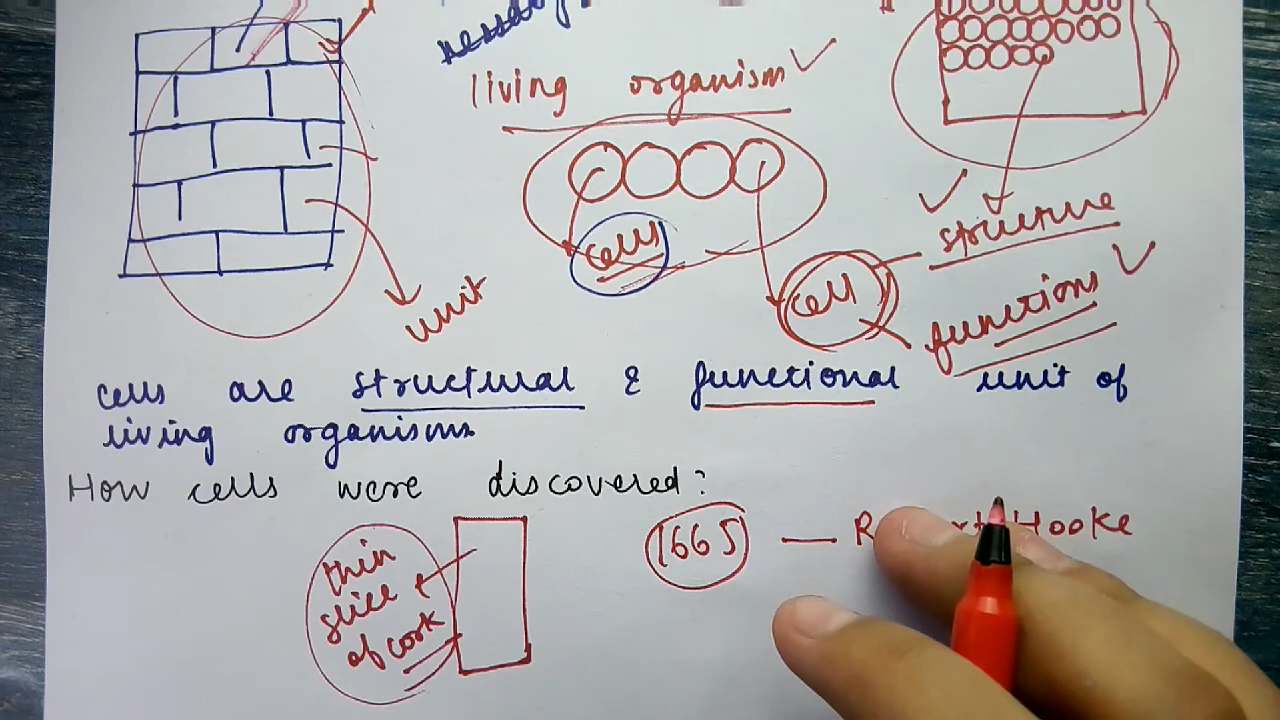 living organism
cells
structure
cell
functions
unit
cells are structural & functional unit of
living organisms
How cells were discovered?
1665 — Hooke
thin
slice
of cork